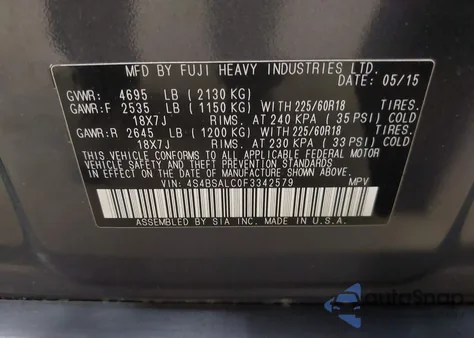 MFD BY FUJI HEAVY INDUSTRIES LTD.
DATE: 05/15
GVWR: 4695 LB (2130 KG)
GAWR:F 2535 LB (1150 KG) WITH 225/60R18 TIRES.
18X7J RIMS. AT 240 KPA (35 PSI) COLD
GAWR:R 2645 LB (1200 KG) WITH 225/60R18 TIRES.
18X7J RIMS. AT 230 KPA (33 PSI) COLD
THIS VEHICLE CONFORMS TO ALL APPLICABLE FEDERAL MOTOR
VEHICLE SAFETY AND THEFT PREVENTION STANDARDS
IN EFFECT ON THE DATE OF MANUFACTURE SHOWN ABOVE.
VIN: 4S4BSALC0F3342579 MPV
ASSEMBLED BY SIA INC. MADE IN U.S.A.
autoSnap